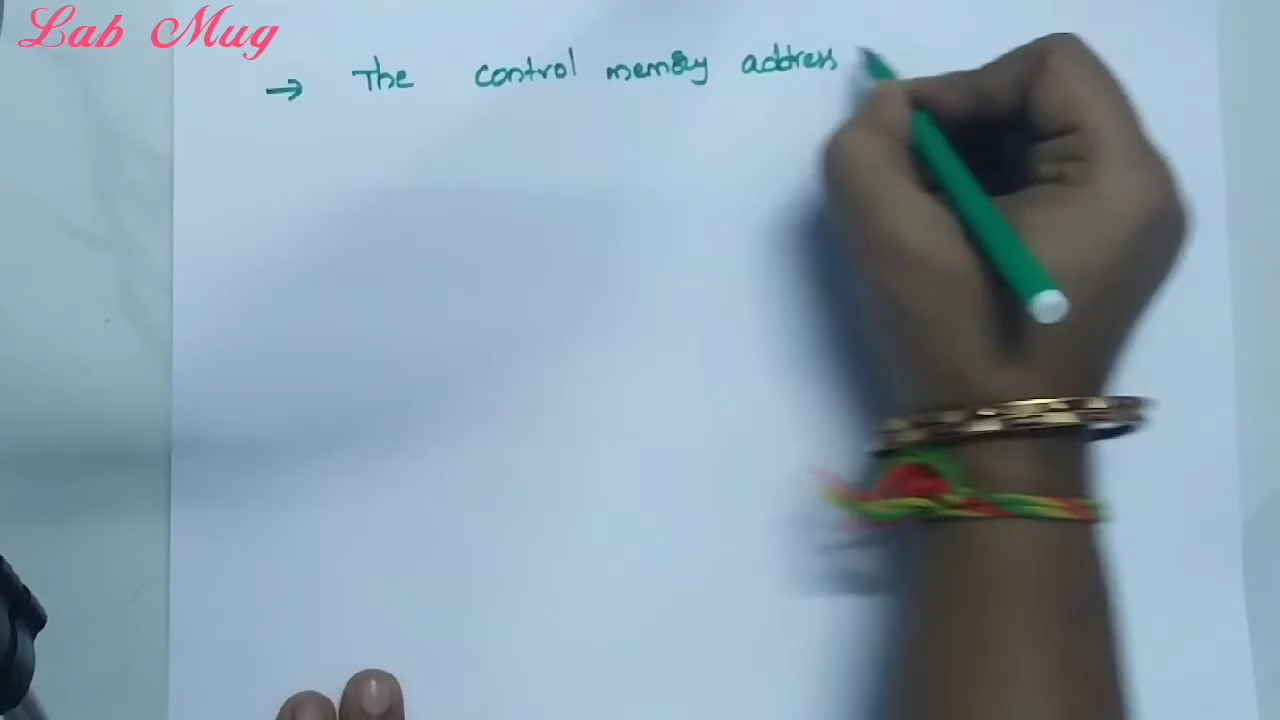 Lab Mug
→ The control memory address